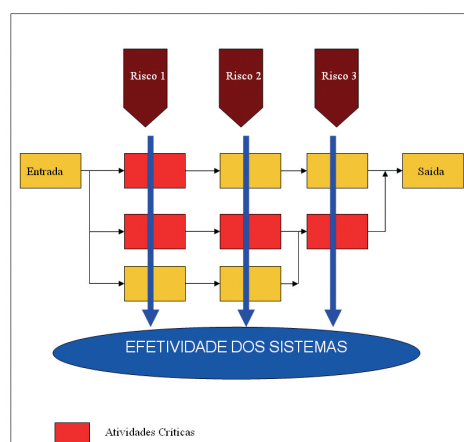 Risco 1
Risco 2
Risco 3
Entrada
Saída
EFETIVIDADE DOS SISTEMAS
Atividades Críticas